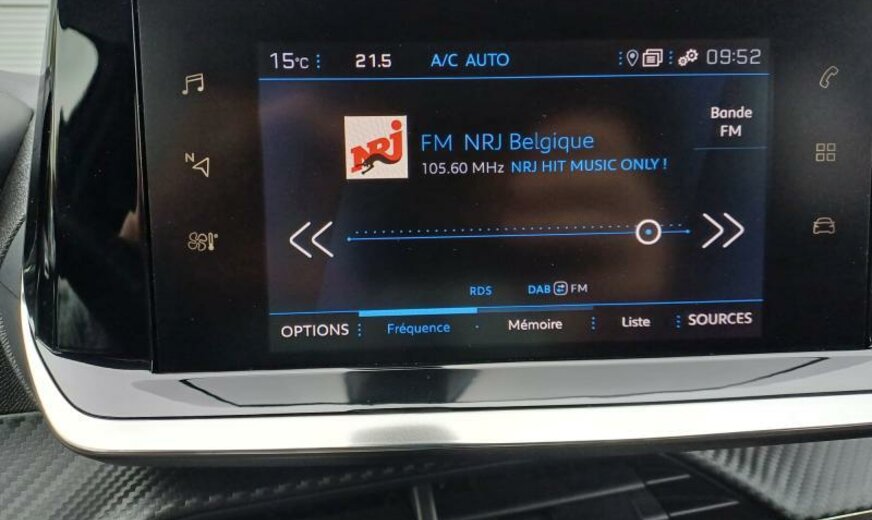 15°C 21.5 A/C AUTO 09:52
Bande
FM
NRJ
FM NRJ Belgique
105.60 MHz NRJ HIT MUSIC ONLY !
N
RDS DAB FM
OPTIONS Fréquence Mémoire Liste SOURCES